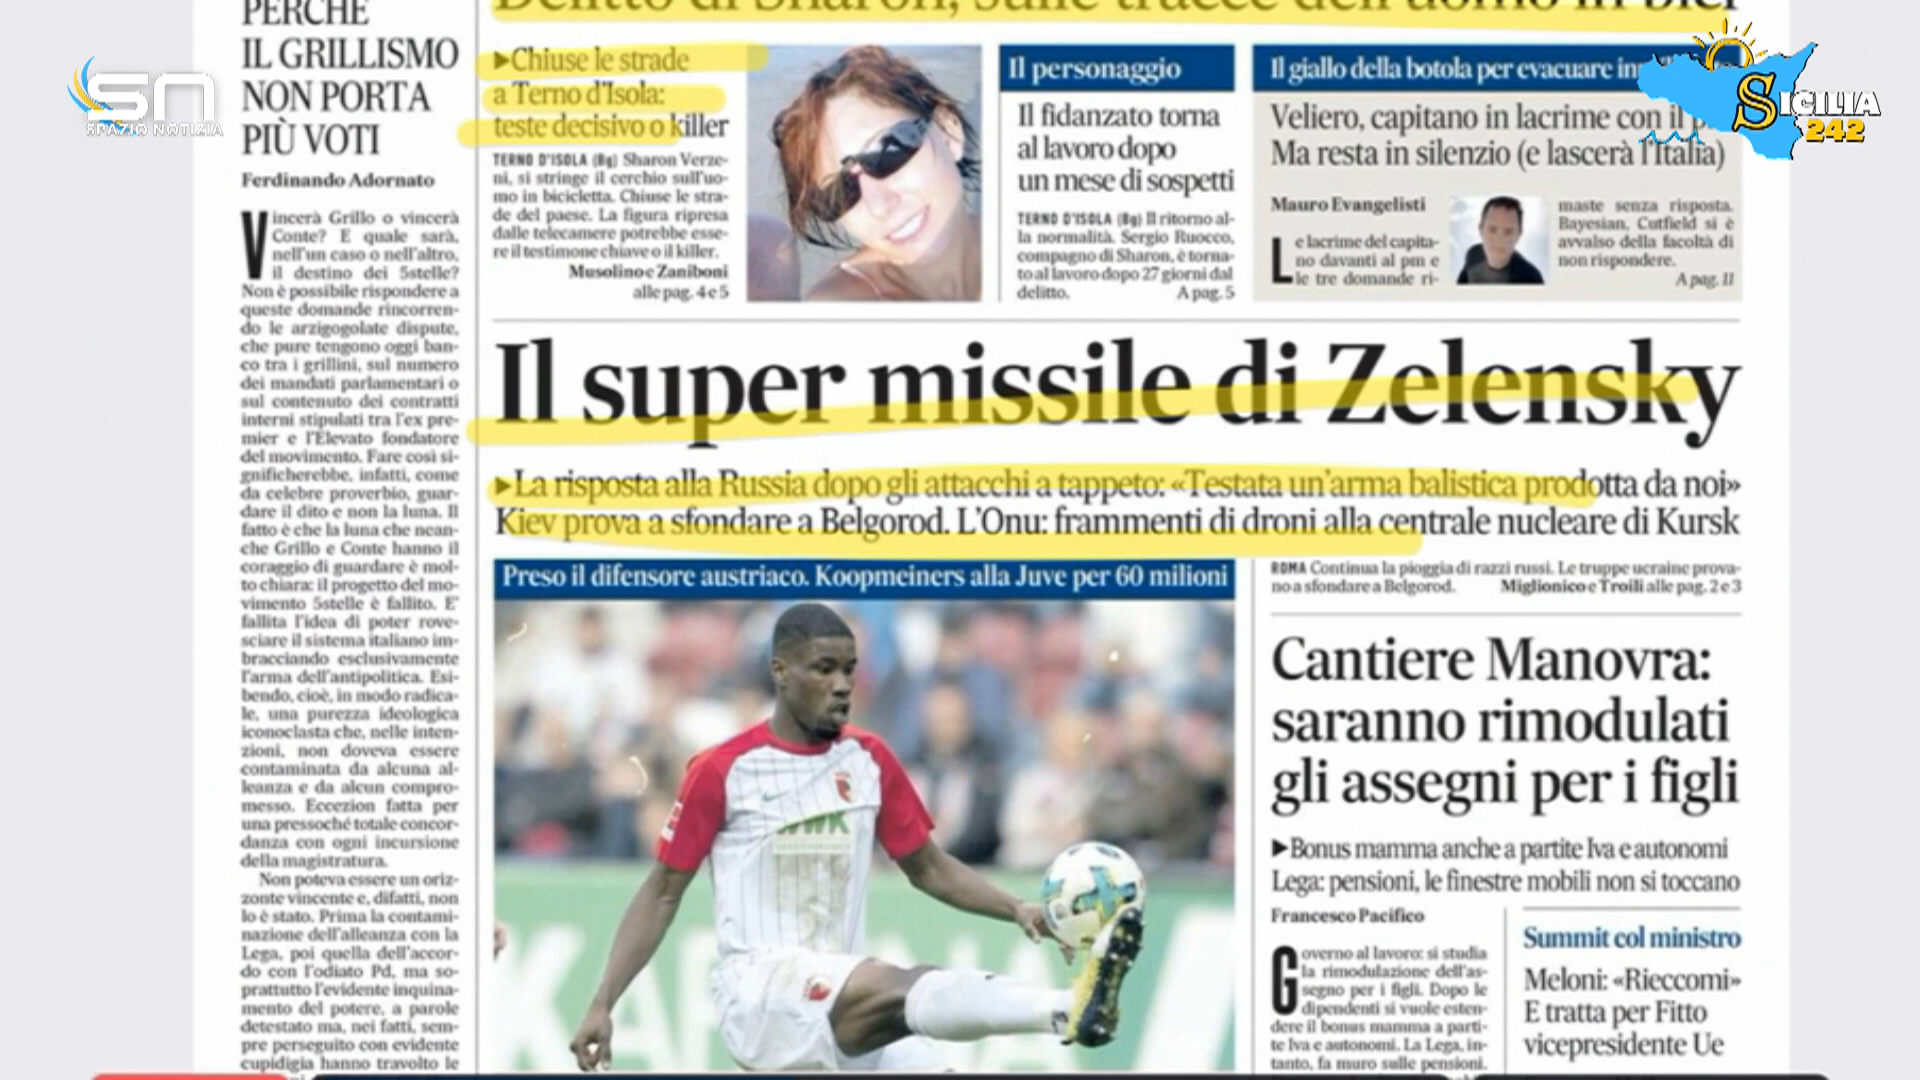 Delitto di Sharon, sulle tracce dell'uomo in bici
PERCHÉ
IL GRILLISMO
NON PORTA
PIÙ VOTI
Ferdinando Adornato
Vincerà Grillo o vincerà
Conte? E quale sarà,
nell'un caso o nell'altro,
il destino dei 5stelle?
Non è possibile rispondere a
queste domande rincorren-
do le arzigogolate dispute,
che pure tengono oggi ban-
co tra i grillini, sul numero
dei mandati parlamentari o
sul contenuto dei contratti
interni stipulati tra l'ex pre-
mier e l'Elevato fondatore
del movimento. Fare così si-
gnificherebbe, infatti, come
da celebre proverbio, guar-
dare il dito e non la luna. Il
fatto è che la luna che nean-
che Grillo e Conte hanno il
coraggio di guardare è mol-
to chiara: il progetto del mo-
vimento 5stelle è fallito. E'
fallita l'idea di poter rove-
sciare il sistema italiano im-
bracciando esclusivamente
l'arma dell'antipolitica. Esi-
bendo, cioè, in modo radica-
le, una purezza ideologica
iconoclasta che, nelle inten-
zioni, non doveva essere
contaminata da alcuna al-
leanza e da alcun compro-
messo. Eccezion fatta per
una pressoché totale concor-
danza con ogni incursione
della magistratura.
Non poteva essere un oriz-
zonte vincente e, difatti, non
lo è stato. Prima la contami-
nazione dell'alleanza con la
Lega, poi quella dell'accor-
do con l'odiato Pd, ma so-
prattutto l'evidente inquina-
mento del potere, a parole
detestato ma, nei fatti, sem-
pre perseguito con evidente
cupidigia hanno travolto le
▶Chiuse le strade
a Terno d'Isola:
teste decisivo o killer
TERNO D'ISOLA (Bg) Sharon Verze-
ni, si stringe il cerchio sull'uo-
mo in bicicletta. Chiuse le stra-
de del paese. La figura ripresa
dalle telecamere potrebbe esse-
re il testimone chiave o il killer.
Musolino e Zaniboni
alle pag. 4 e 5
Il personaggio
Il fidanzato torna
al lavoro dopo
un mese di sospetti
TERNO D'ISOLA (Bg) Il ritorno al-
la normalità. Sergio Ruocco,
compagno di Sharon, è torna-
to al lavoro dopo 27 giorni dal
delitto. A pag. 5
Il giallo della botola per evacuare
Veliero, capitano in lacrime con il
Ma resta in silenzio (e lascerà l'Italia)
Mauro Evangelisti
Le lacrime del capita-
no davanti al pm e
le tre domande ri-
maste senza risposta.
Bayesian, Cutfield si è
avvalso della facoltà di
non rispondere.
A pag. 11
Il super missile di Zelensky
▶La risposta alla Russia dopo gli attacchi a tappeto: «Testata un'arma balistica prodotta da noi»
Kiev prova a sfondare a Belgorod. L'Onu: frammenti di droni alla centrale nucleare di Kursk
Preso il difensore austriaco. Koopmeiners alla Juve per 60 milioni
ROMA Continua la pioggia di razzi russi. Le truppe ucraine prova-
no a sfondare a Belgorod. Miglionico e Troili alle pag. 2 e 3
Cantiere Manovra:
saranno rimodulati
gli assegni per i figli
▶Bonus mamma anche a partite Iva e autonomi
Lega: pensioni, le finestre mobili non si toccano
Francesco Pacifico
Governo al lavoro: si studia
la rimodulazione dell'as-
segno per i figli. Dopo le
dipendenti si vuole esten-
dere il bonus mamma a parti-
te Iva e autonomi. La Lega, in-
tanto, fa muro sulle pensioni.
Summit col ministro
Meloni: «Rieccomi»
E tratta per Fitto
vicepresidente Ue
SN
SPAZIO NOTIZIA
SICILIA
242
WWK